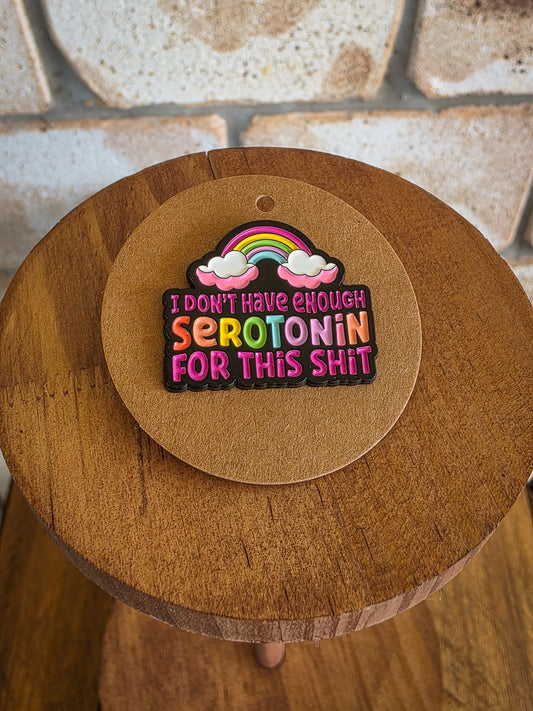 I DON'T HAVE ENOUGH
SEROTONIN
FOR THIS SHIT